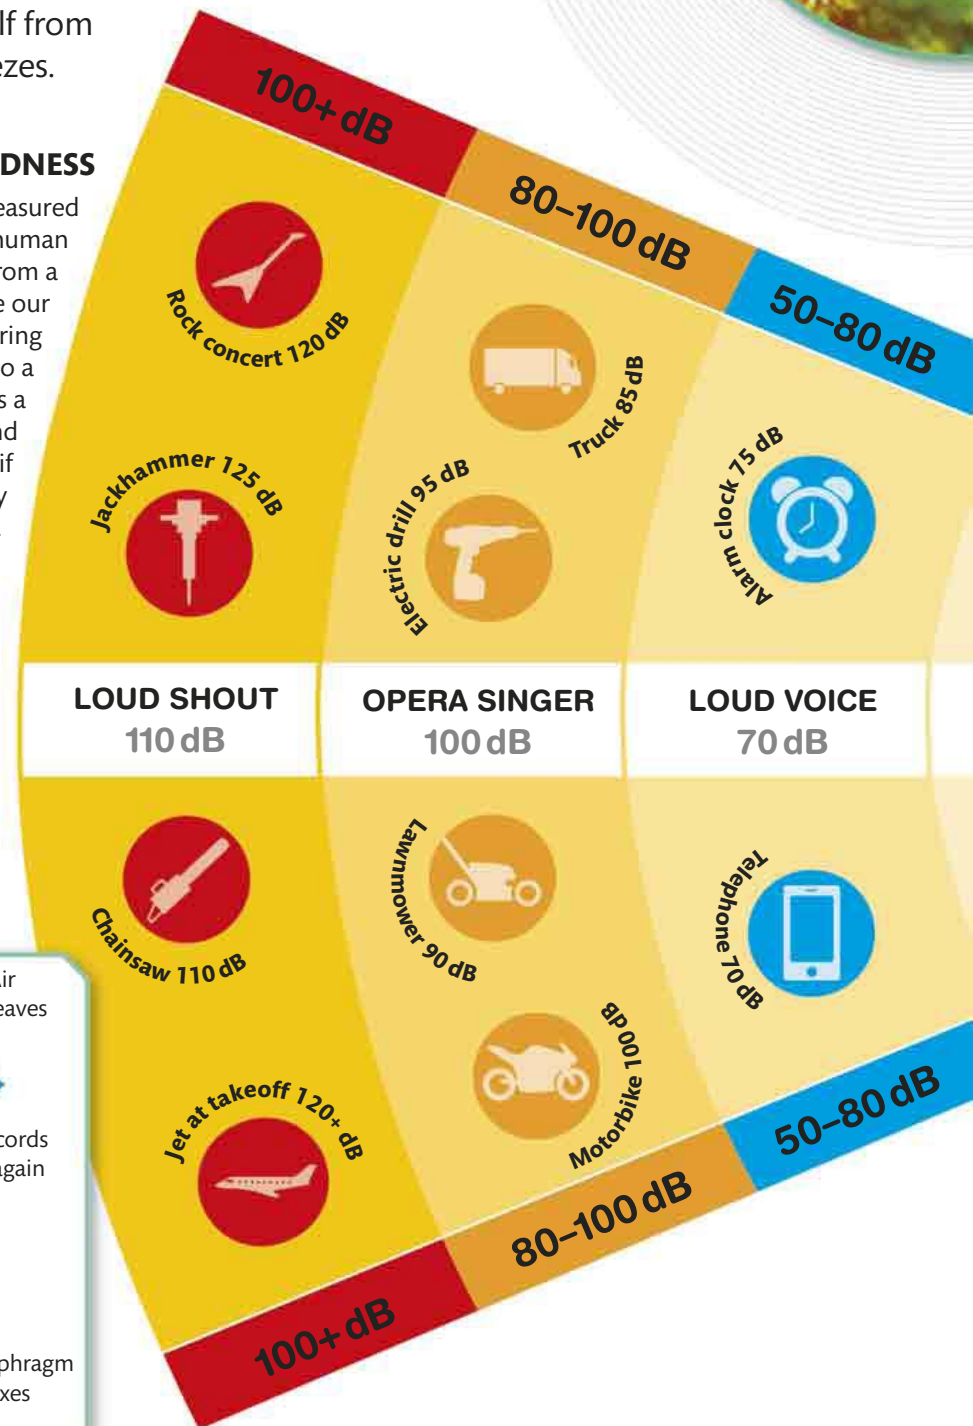 lf from
ezes.
DNESS
easured
human
rom a
e our
ring
o a
s a
nd
if
y
100+ dB
80–100 dB
50–80 dB
Rock concert 120 dB
Truck 85 dB
Jackhammer 125 dB
Electric drill 95 dB
Alarm clock 75 dB
LOUD SHOUT
110 dB
OPERA SINGER
100 dB
LOUD VOICE
70 dB
Chainsaw 110 dB
Lawnmower 90 dB
Telephone 70 dB
Jet at takeoff 120+ dB
Motorbike 100 dB
100+ dB
80–100 dB
50–80 dB
ir
eaves
cords
again
phragm
xes